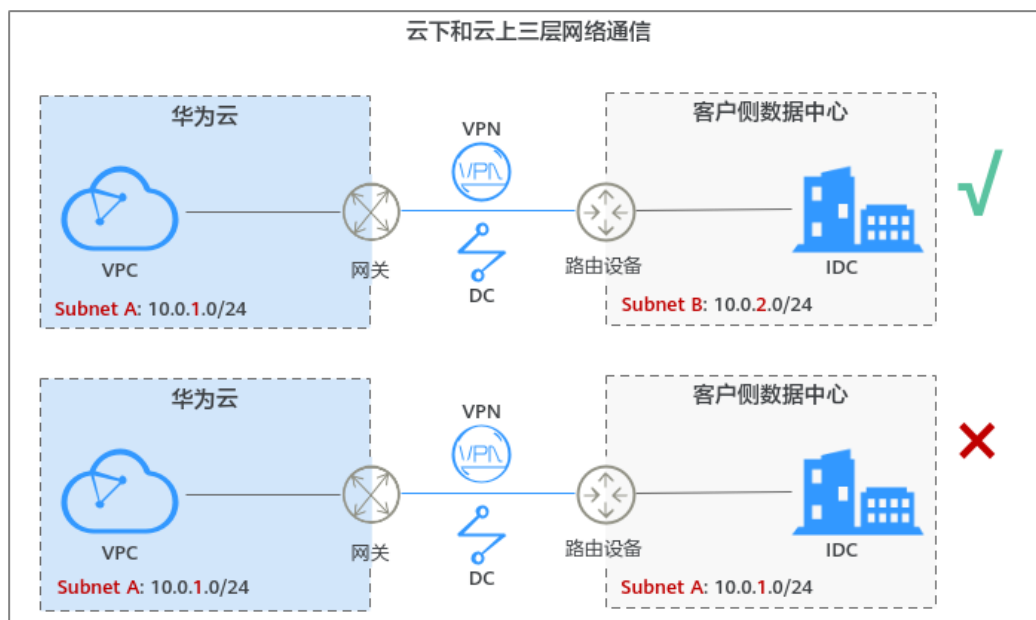 云下和云上三层网络通信
华为云
客户侧数据中心
VPN
VPN
√
VPC
网关
DC
路由设备
IDC
Subnet A: 10.0.1.0/24
Subnet B: 10.0.2.0/24
华为云
客户侧数据中心
VPN
VPN
×
VPC
网关
DC
路由设备
IDC
Subnet A: 10.0.1.0/24
Subnet A: 10.0.1.0/24